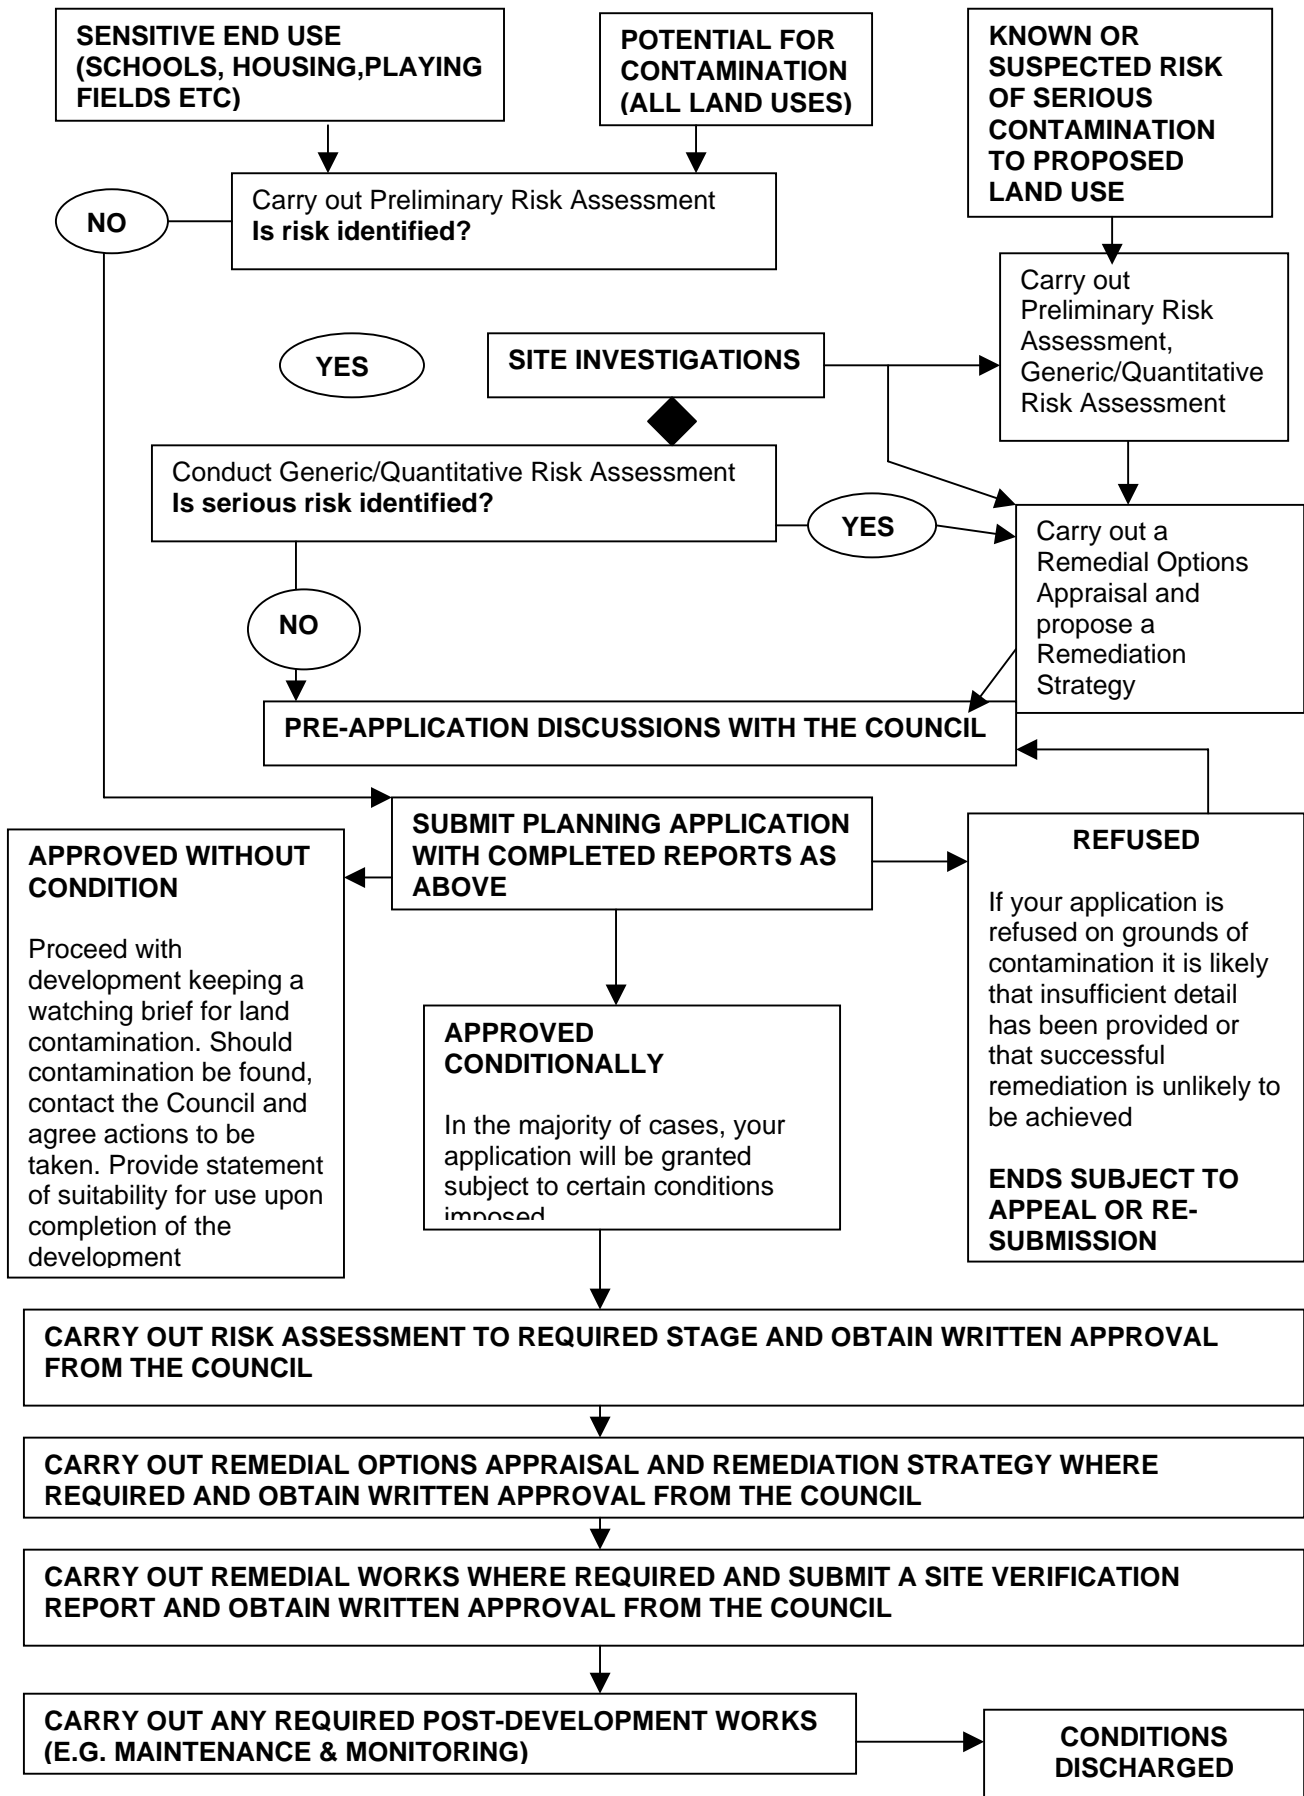 SENSITIVE END USE
(SCHOOLS, HOUSING,PLAYING
FIELDS ETC)
POTENTIAL FOR
CONTAMINATION
(ALL LAND USES)
KNOWN OR
SUSPECTED RISK
OF SERIOUS
CONTAMINATION
TO PROPOSED
LAND USE
NO
Carry out Preliminary Risk Assessment
Is risk identified?
Carry out
Preliminary Risk
Assessment,
Generic/Quantitative
Risk Assessment
YES
SITE INVESTIGATIONS
Conduct Generic/Quantitative Risk Assessment
Is serious risk identified?
YES
Carry out a
Remedial Options
Appraisal and
propose a
Remediation
Strategy
NO
PRE-APPLICATION DISCUSSIONS WITH THE COUNCIL
SUBMIT PLANNING APPLICATION
WITH COMPLETED REPORTS AS
ABOVE
APPROVED WITHOUT
CONDITION
Proceed with
development keeping a
watching brief for land
contamination. Should
contamination be found,
contact the Council and
agree actions to be
taken. Provide statement
of suitability for use upon
completion of the
development
APPROVED
CONDITIONALLY
In the majority of cases, your
application will be granted
subject to certain conditions
imposed
REFUSED
If your application is
refused on grounds of
contamination it is likely
that insufficient detail
has been provided or
that successful
remediation is unlikely to
be achieved
ENDS SUBJECT TO
APPEAL OR RE-
SUBMISSION
CARRY OUT RISK ASSESSMENT TO REQUIRED STAGE AND OBTAIN WRITTEN APPROVAL
FROM THE COUNCIL
CARRY OUT REMEDIAL OPTIONS APPRAISAL AND REMEDIATION STRATEGY WHERE
REQUIRED AND OBTAIN WRITTEN APPROVAL FROM THE COUNCIL
CARRY OUT REMEDIAL WORKS WHERE REQUIRED AND SUBMIT A SITE VERIFICATION
REPORT AND OBTAIN WRITTEN APPROVAL FROM THE COUNCIL
CARRY OUT ANY REQUIRED POST-DEVELOPMENT WORKS
(E.G. MAINTENANCE & MONITORING)
CONDITIONS
DISCHARGED